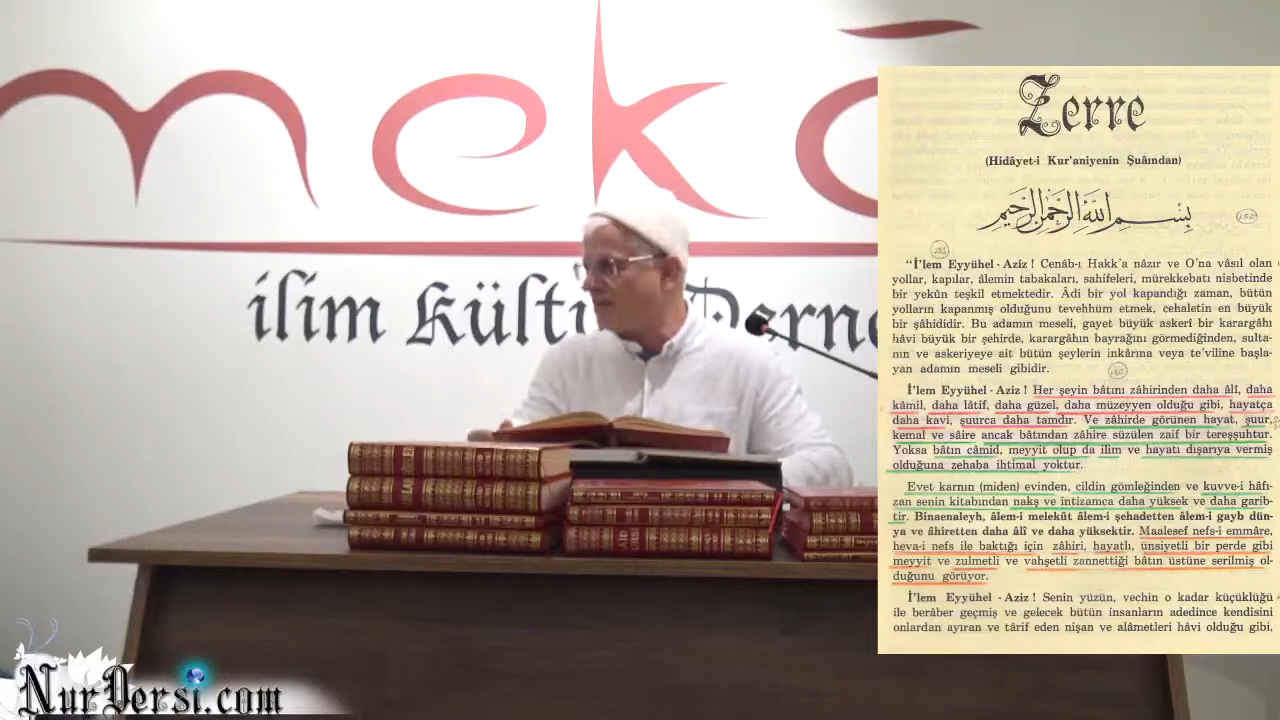 mekâ
ilim Kültü Derne
Zerre
(Hidâyet-i Kur'aniyenin Şuâından)
بِسْمِ اللّٰهِ الرَّحْمٰنِ الرَّحِيمِ
"İ'lem Eyyühel - Aziz ! Cenâb-ı Hakk'a nâzır ve O'na vâsıl olan
yollar, kapılar, âlemin tabakaları, sahifeleri, mürekkebatı nisbetinde
bir yekûn teşkil etmektedir. Âdi bir yol kapandığı zaman, bütün
yolların kapanmış olduğunu tevehhüm etmek, cehaletin en büyük
bir şâhididir. Bu adamın meseli, gayet büyük askerî bir karargâhı
hâvi büyük bir şehirde, karargâhın bayrağını görmediğinden, sulta-
nın ve askeriyeye ait bütün şeylerin inkârına veya te'viline başla-
yan adamın meseli gibidir.
İ'lem Eyyühel - Aziz ! Her şeyin bâtını zâhirinden daha âlî, daha
kâmil, daha lâtif, daha güzel, daha müzeyyen olduğu gibi, hayatça
daha kavi, şuurca daha tamdır. Ve zâhirde görünen hayat, şuur,
kemal ve sâire ancak bâtından zâhire süzülen zaif bir tereşşuhtur.
Yoksa bâtın câmid, meyyit olup da ilim ve hayatı dışarıya vermiş
olduğuna zehaba ihtimal yoktur.
Evet karnın (miden) evinden, cildin gömleğinden ve kuvve-i hâfı-
zan senin kitabından nakş ve intizamca daha yüksek ve daha garib-
tir. Binaenaleyh, âlem-i melekût âlem-i şehadetten âlem-i gayb dün-
ya ve âhiretten daha âlî ve daha yüksektir. Maalesef nefs-i emmâre,
heva-i nefs ile baktığı için zâhiri, hayatlı, ünsiyetli bir perde gibi
meyyit ve zulmetli ve vahşetli zannettiği bâtın üstüne serilmiş ol-
duğunu görüyor.
İ'lem Eyyühel - Aziz ! Senin yüzün, vechin o kadar küçüklüğü
ile berâber geçmiş ve gelecek bütün insanların adedince kendisini
onlardan ayıran ve târif eden nişan ve alâmetleri hâvi olduğu gibi,
NurDersi.com